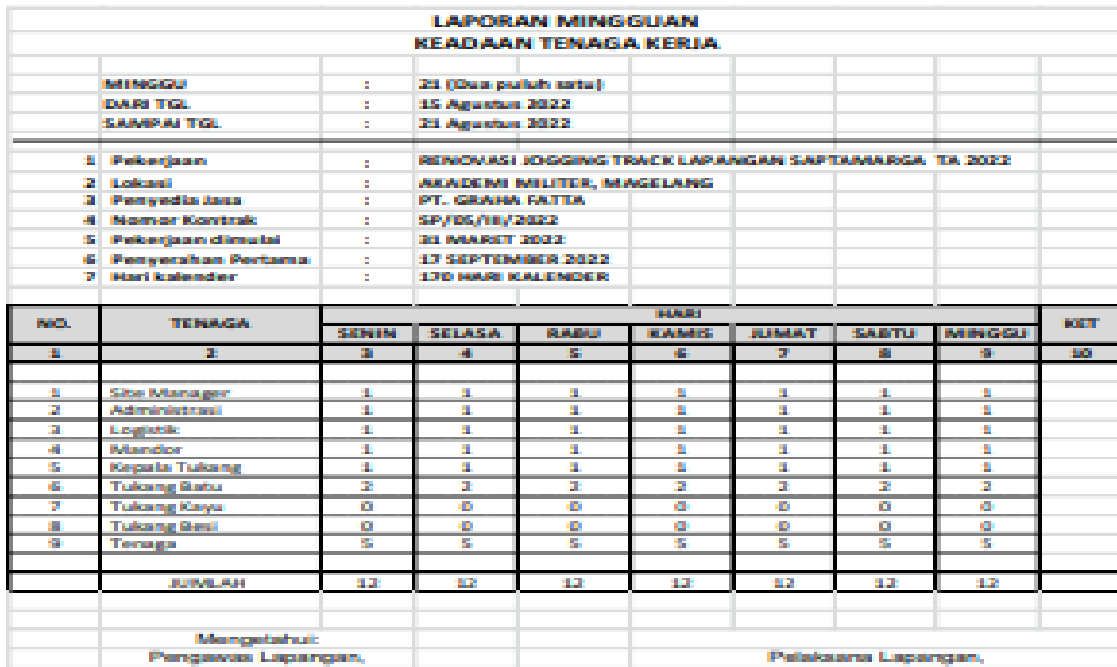 LAPORAN MINGGUAN
KEADAAN TENAGA KERJA
MINGGU : 21 (Dua puluh satu)
DARI TGL. : 15 Agustus 2022
SAMPAI TGL. : 21 Agustus 2022
1 Pekerjaan : RENOVASI JOGGING TRACK LAPANGAN SAPTAMARGA TA 2022
2 Lokasi : AKADEMI MILITER, MAGELANG
3 Penyedia Jasa : PT. GRAHA FATTA
4 Nomor Kontrak : SP/05/III/2022
5 Pekerjaan dimulai : 31 MARET 2022
6 Penyerahan Pertama : 17 SEPTEMBER 2022
7 Hari kalender : 170 HARI KALENDER
NO. TENAGA HARI KET
SENIN SELASA RABU KAMIS JUMAT SABTU MINGGU
1 2 3 4 5 6 7 8 9 10
1 Site Manager 1 1 1 1 1 1 1
2 Administrasi 1 1 1 1 1 1 1
3 Logistik 1 1 1 1 1 1 1
4 Mandor 1 1 1 1 1 1 1
5 Kepala Tukang 1 1 1 1 1 1 1
6 Tukang Batu 2 2 2 2 2 2 2
7 Tukang Kayu 0 0 0 0 0 0 0
8 Tukang Besi 0 0 0 0 0 0 0
9 Tenaga 5 5 5 5 5 5 5
JUMLAH 12 12 12 12 12 12 12
Mengetahui:
Pengawas Lapangan, Pelaksana Lapangan,